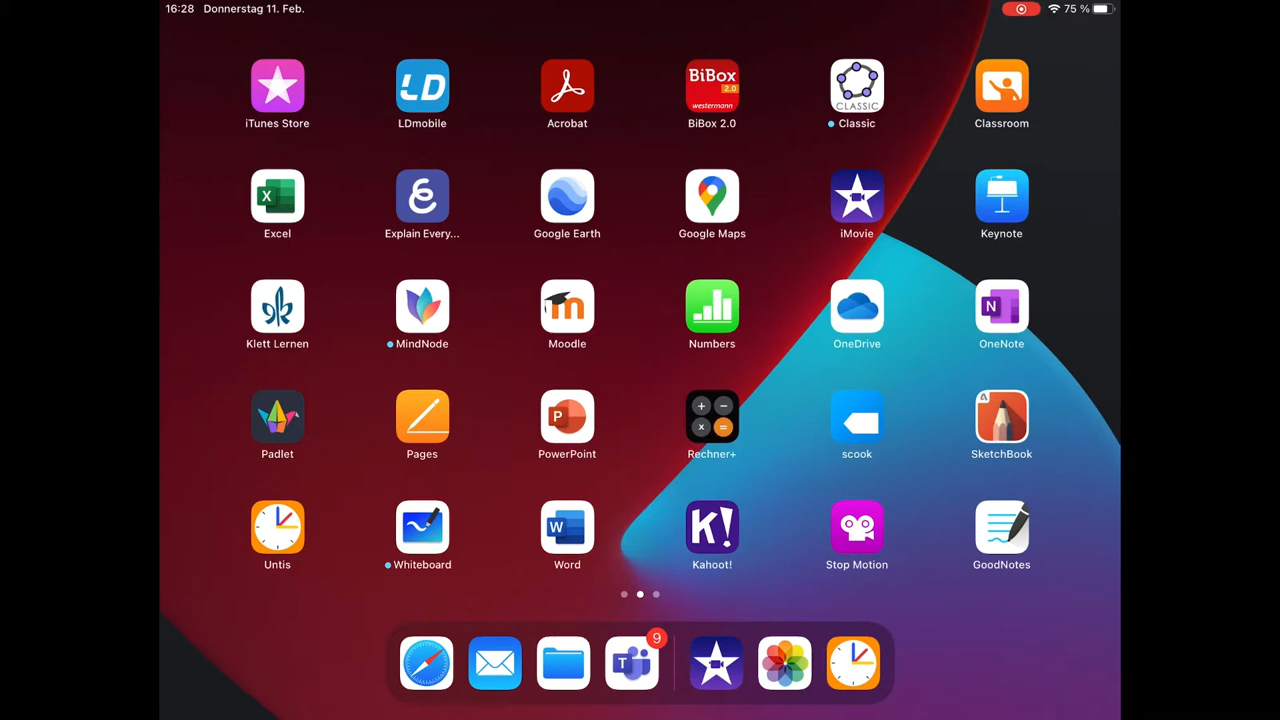 16:28 Donnerstag 11. Feb. 75 %
LD BiBox
2.0
westermann
CLASSIC
iTunes Store LDmobile Acrobat BiBox 2.0 Classic Classroom
X
Excel Explain Every... Google Earth Google Maps iMovie Keynote
m N
Klett Lernen MindNode Moodle Numbers OneDrive OneNote
P + − x =
Padlet Pages PowerPoint Rechner+ scook SketchBook
W K!
Untis Whiteboard Word Kahoot! Stop Motion GoodNotes
9
T